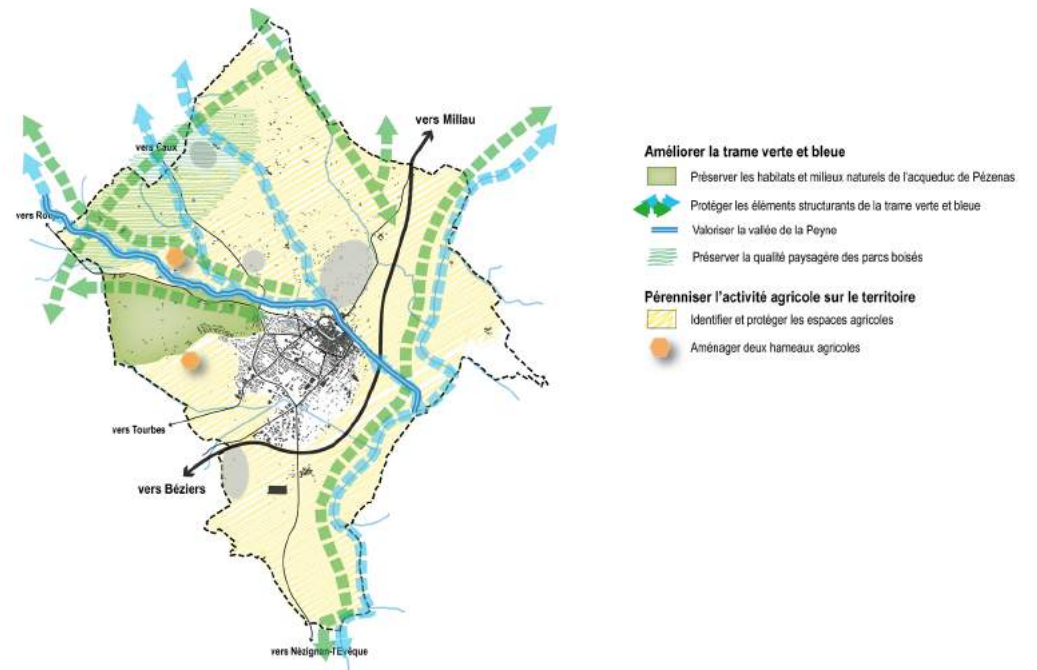 vers Millau
vers Caux
vers Ro
vers Tourbes
vers Béziers
vers Nézignan-l'Evêque
Améliorer la trame verte et bleue
Préserver les habitats et milieux naturels de l'acqueduc de Pézenas
Protéger les éléments structurants de la trame verte et bleue
Valoriser la vallée de la Peyne
Préserver la qualité paysagère des parcs boisés
Pérenniser l'activité agricole sur le territoire
Identifier et protéger les espaces agricoles
Aménager deux hameaux agricoles